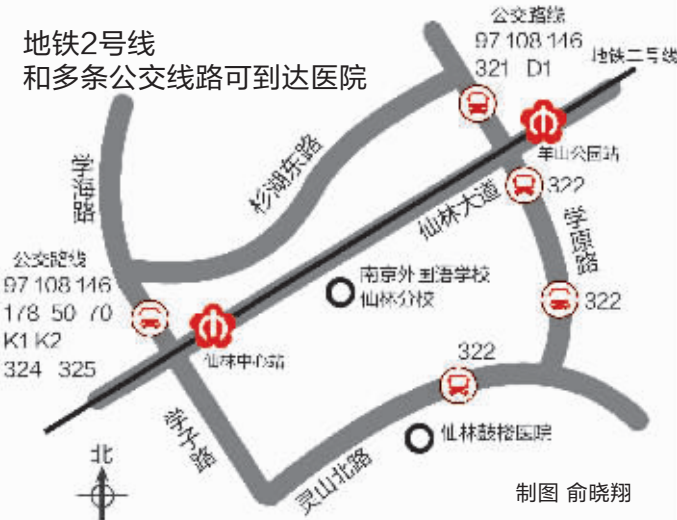 地铁2号线
和多条公交线路可到达医院
公交路线
97 108 146
321 D1
地铁二号线
羊山公园站
322
学海路
杉湖东路
仙林大道
学原路
公交路线
97 108 146
178 50 70
K1 K2
324 325
南京外国语学校
仙林分校
322
仙林中心站
322
学子路
仙林鼓楼医院
灵山北路
北
制图 俞晓翔